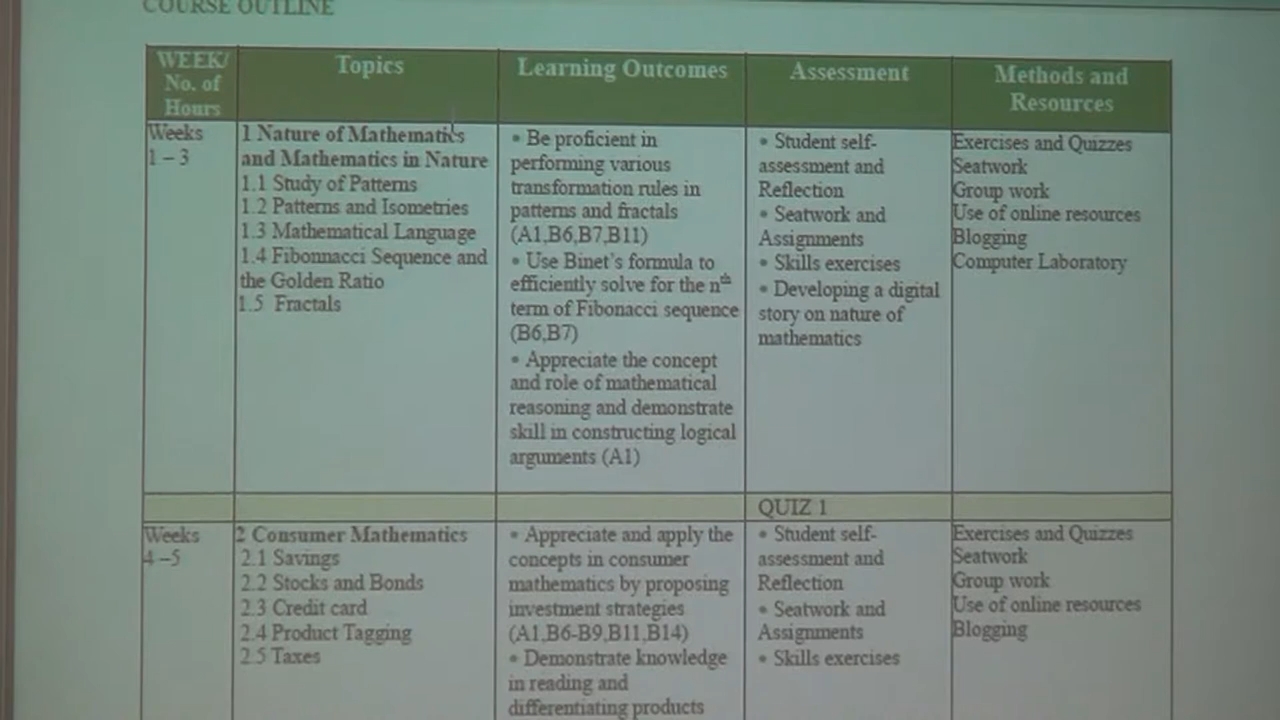 COURSE OUTLINE
WEEK/
No. of
Hours
Topics
Learning Outcomes
Assessment
Methods and
Resources
Weeks
1 – 3
1 Nature of Mathematics
and Mathematics in Nature
1.1 Study of Patterns
1.2 Patterns and Isometries
1.3 Mathematical Language
1.4 Fibonnacci Sequence and
the Golden Ratio
1.5 Fractals
• Be proficient in
performing various
transformation rules in
patterns and fractals
(A1,B6,B7,B11)
• Use Binet's formula to
efficiently solve for the nth
term of Fibonacci sequence
(B6,B7)
• Appreciate the concept
and role of mathematical
reasoning and demonstrate
skill in constructing logical
arguments (A1)
• Student self-
assessment and
Reflection
• Seatwork and
Assignments
• Skills exercises
• Developing a digital
story on nature of
mathematics
Exercises and Quizzes
Seatwork
Group work
Use of online resources
Blogging
Computer Laboratory
QUIZ 1
Weeks
4 –5
2 Consumer Mathematics
2.1 Savings
2.2 Stocks and Bonds
2.3 Credit card
2.4 Product Tagging
2.5 Taxes
• Appreciate and apply the
concepts in consumer
mathematics by proposing
investment strategies
(A1,B6-B9,B11,B14)
• Demonstrate knowledge
in reading and
differentiating products
• Student self-
assessment and
Reflection
• Seatwork and
Assignments
• Skills exercises
Exercises and Quizzes
Seatwork
Group work
Use of online resources
Blogging